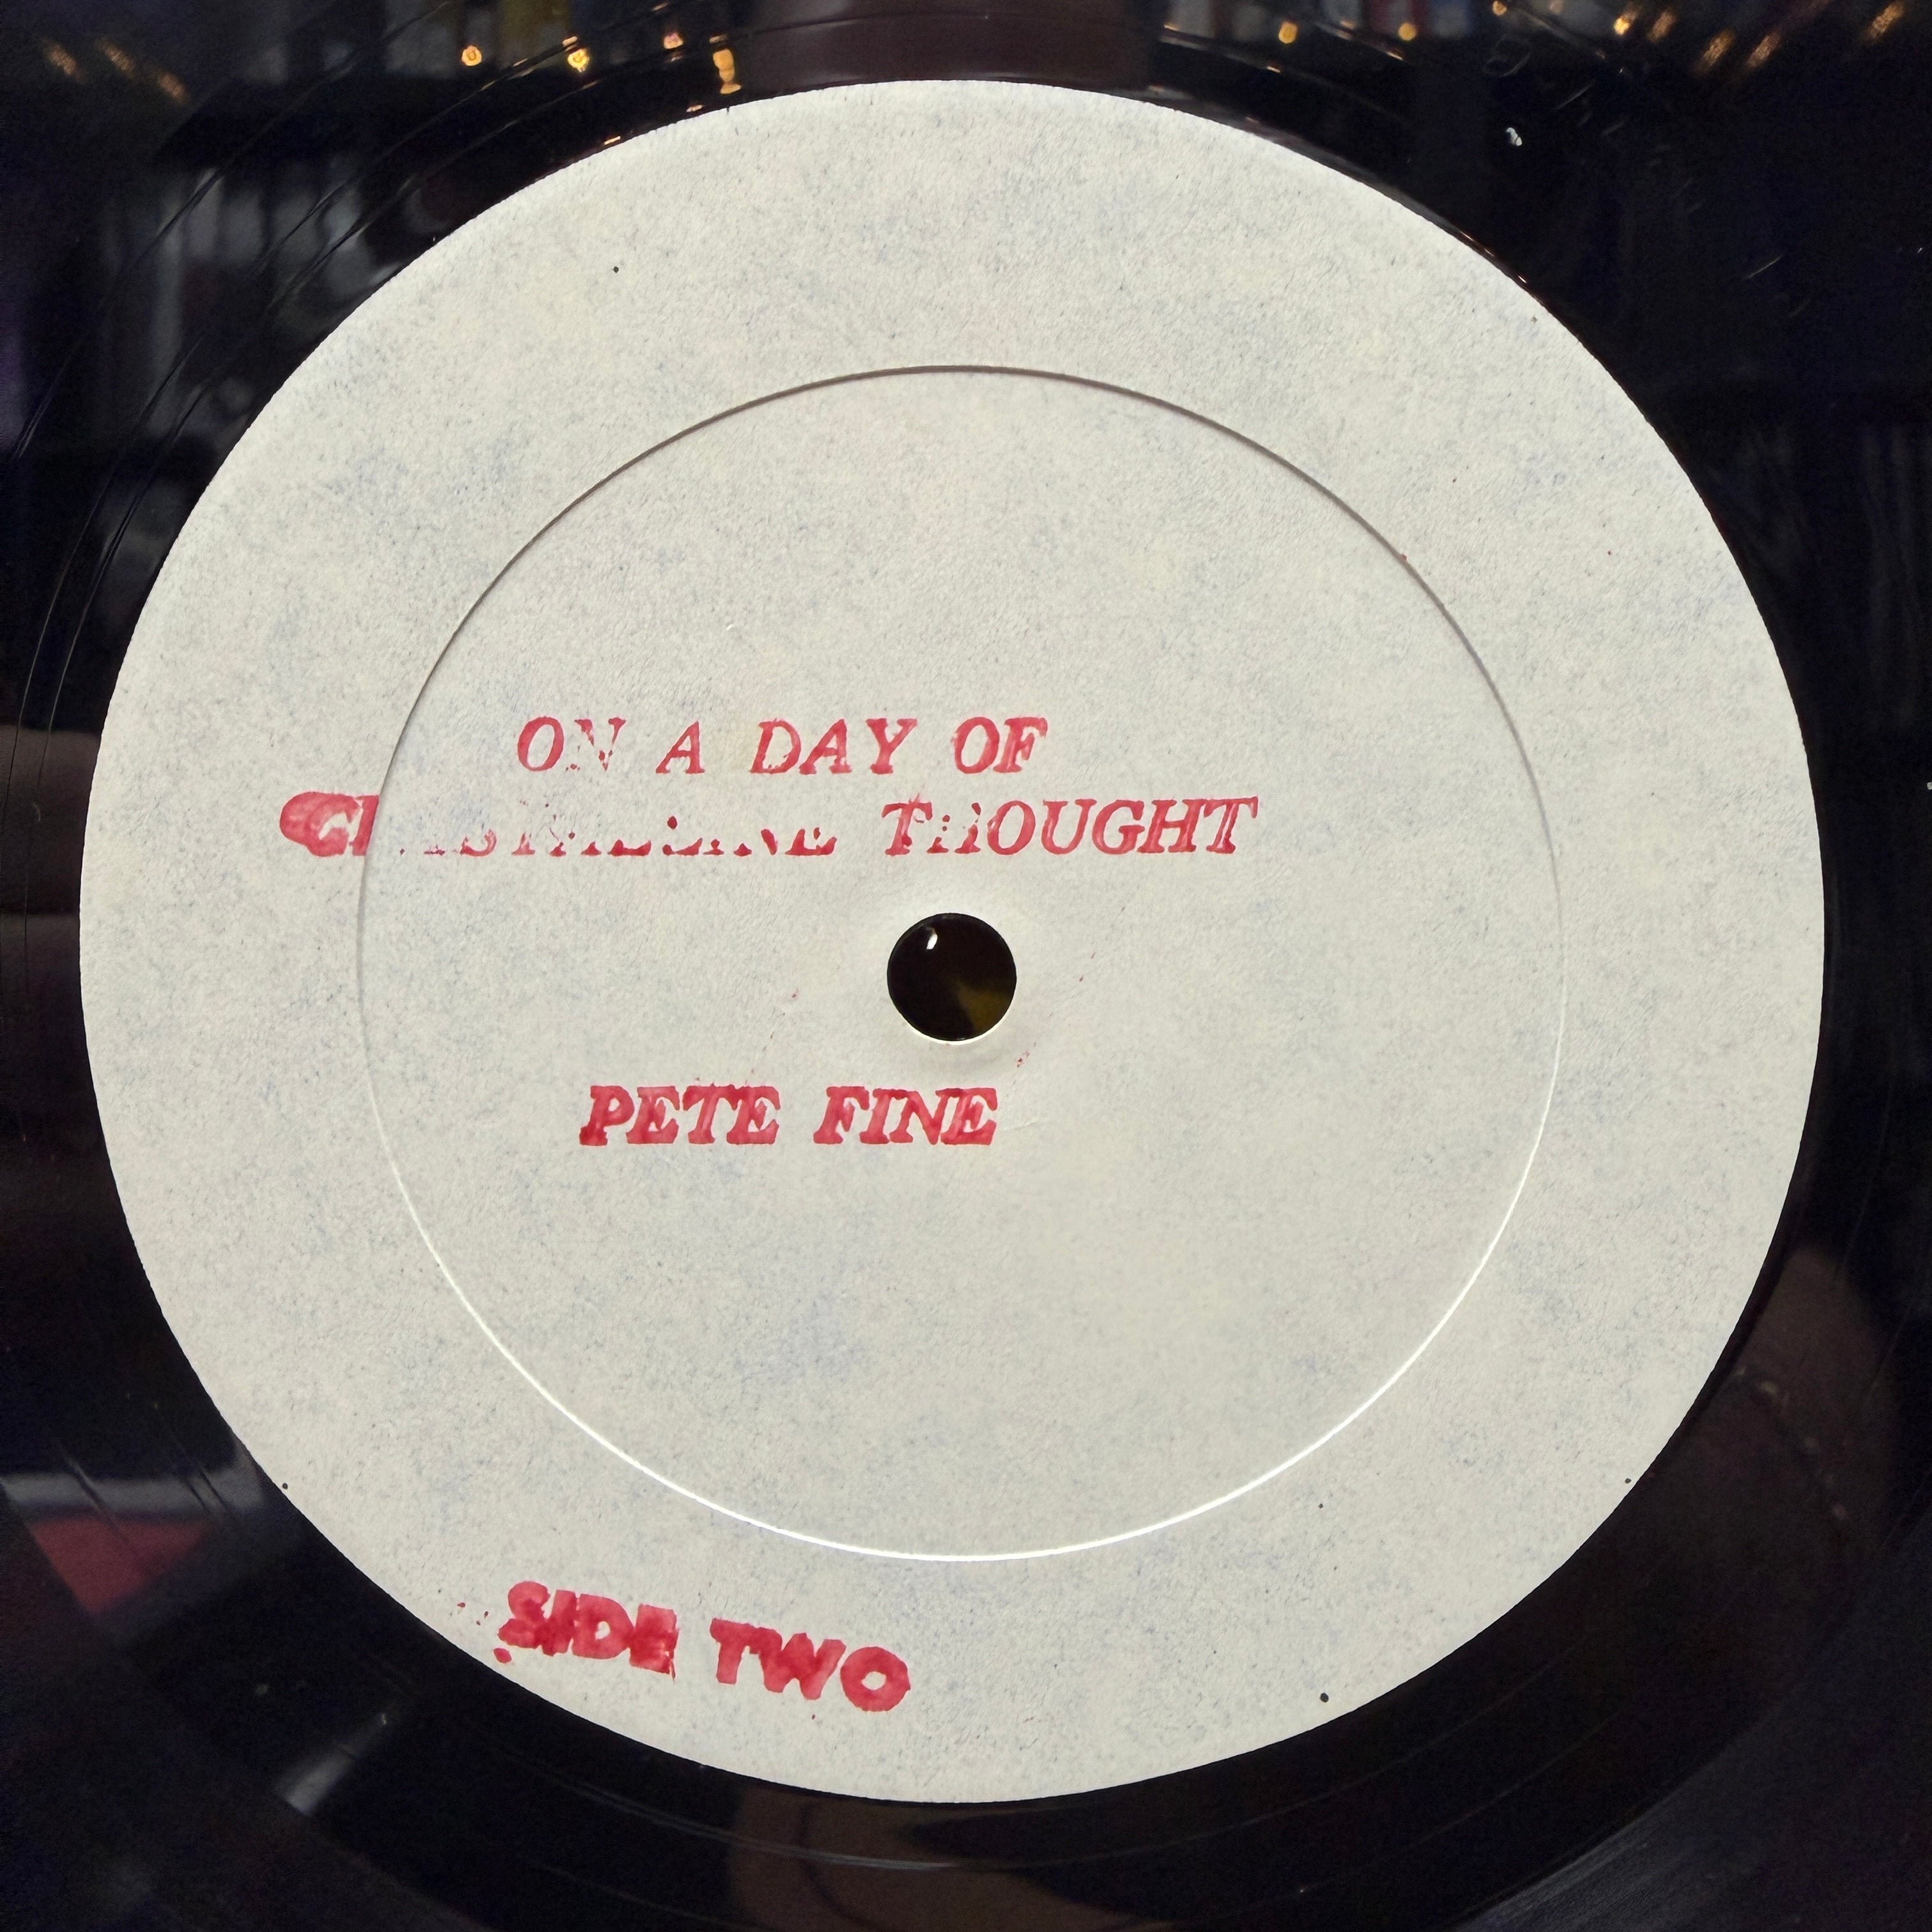 ON A DAY OF
THOUGHT
PETE FINE
SIDE TWO